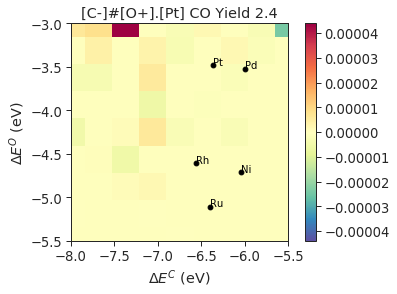 [C-]#[O+].[Pt] CO Yield 2.4
ΔE^O (eV)
−3.0
−3.5
−4.0
−4.5
−5.0
−5.5
Pt
Pd
Rh
Ni
Ru
−8.0 −7.5 −7.0 −6.5 −6.0 −5.5
ΔE^C (eV)
0.00004
0.00003
0.00002
0.00001
0.00000
−0.00001
−0.00002
−0.00003
−0.00004